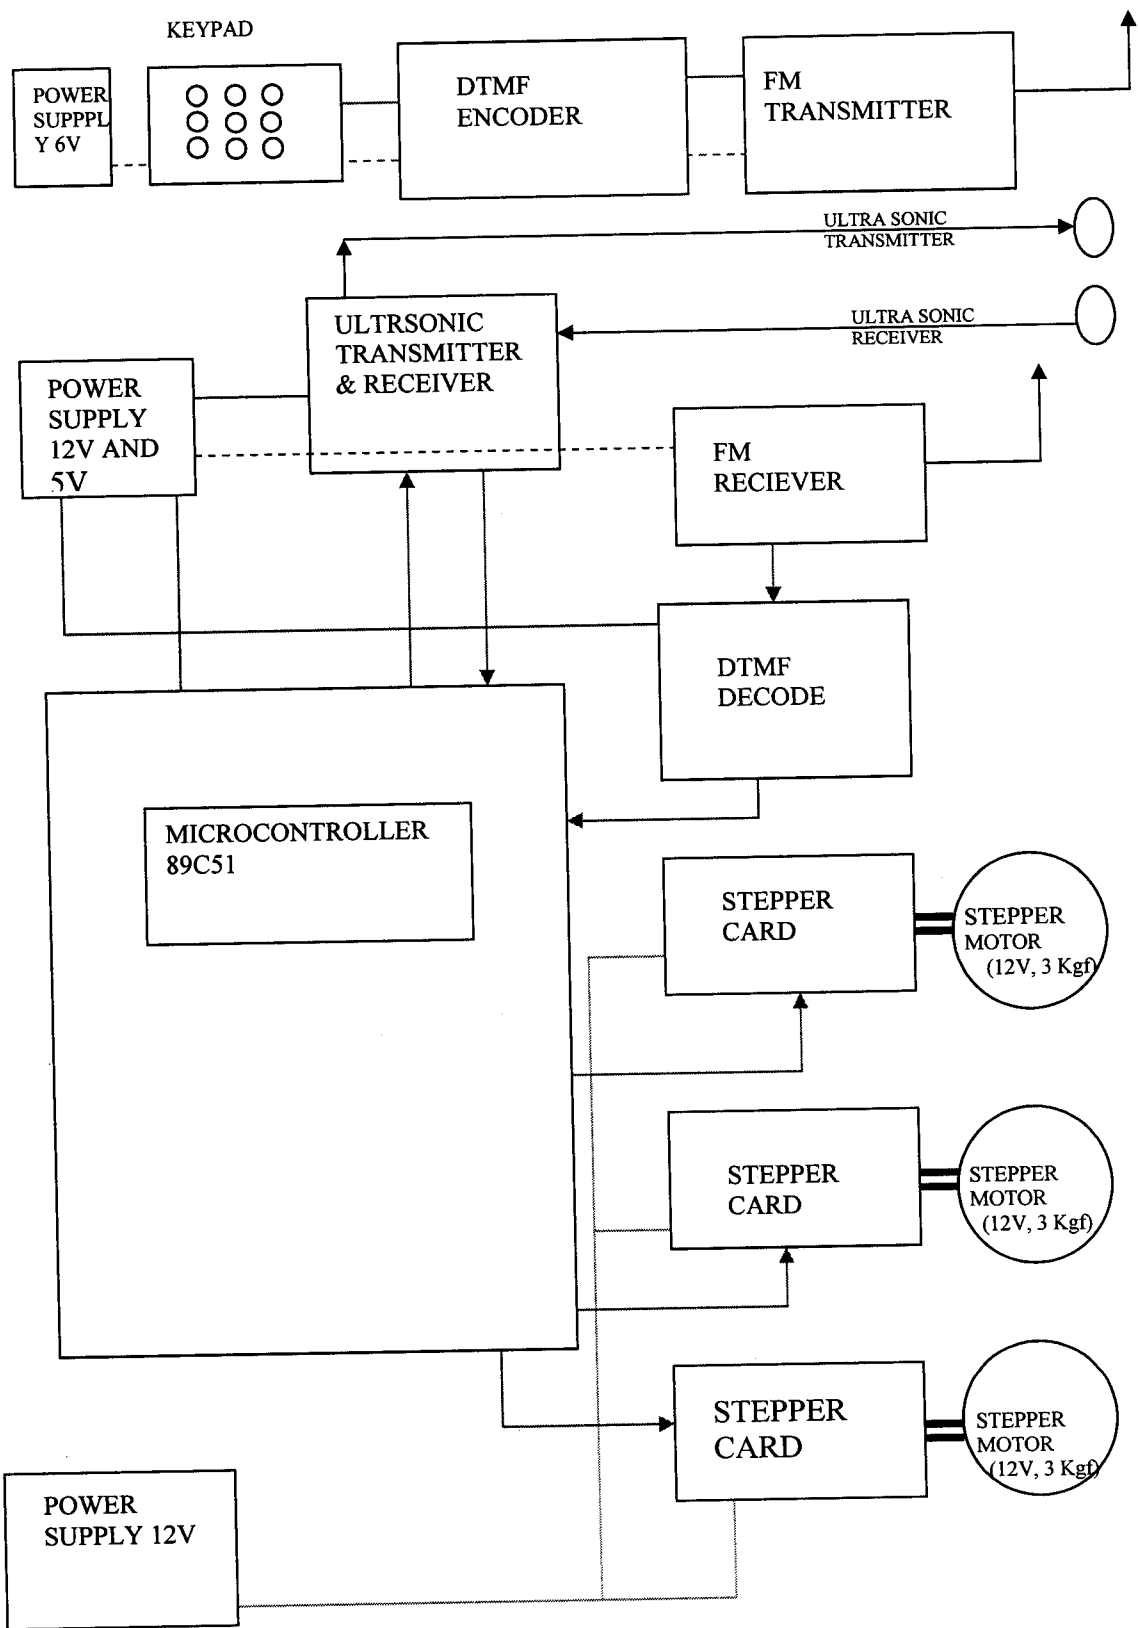 KEYPAD
POWER
SUPPPL
Y 6V
DTMF
ENCODER
FM
TRANSMITTER
ULTRA SONIC
TRANSMITTER
ULTRSONIC
TRANSMITTER
& RECEIVER
ULTRA SONIC
RECEIVER
POWER
SUPPLY
12V AND
5V
FM
RECIEVER
DTMF
DECODE
MICROCONTROLLER
89C51
STEPPER
CARD
STEPPER
MOTOR
(12V, 3 Kgf)
STEPPER
CARD
STEPPER
MOTOR
(12V, 3 Kgf)
STEPPER
CARD
STEPPER
MOTOR
(12V, 3 Kgf)
POWER
SUPPLY 12V